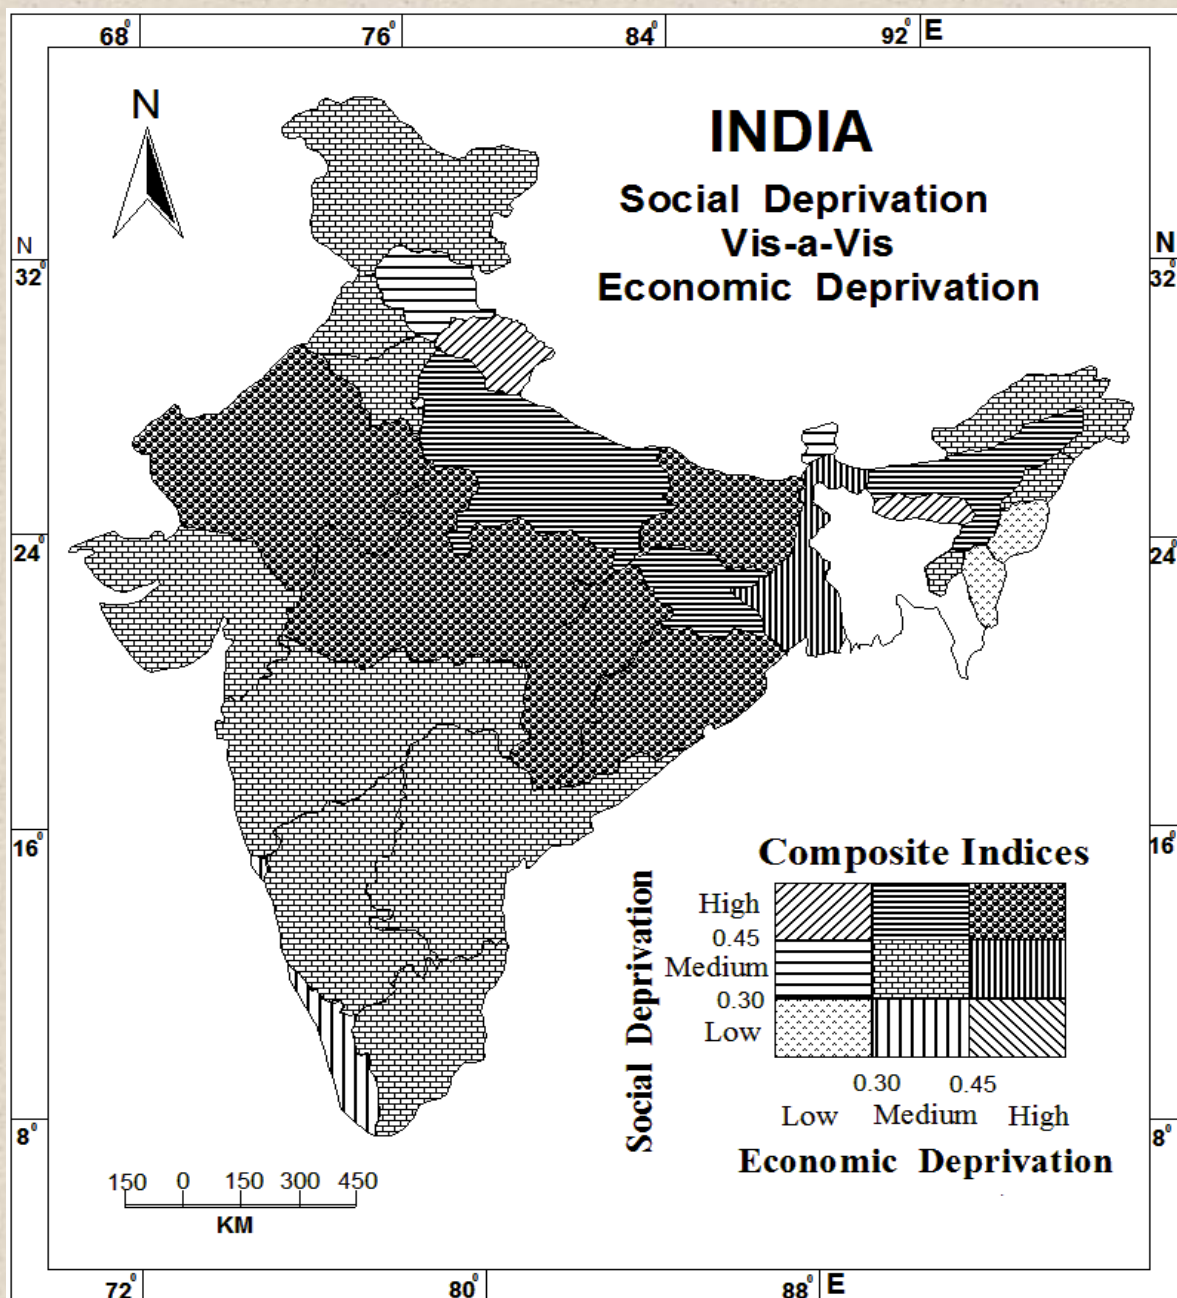 68° 76° 84° 92° E
N
INDIA
Social Deprivation
Vis-a-Vis
Economic Deprivation
N N
32° 32°
24° 24°
16° 16°
Composite Indices
Social Deprivation
High
0.45
Medium
0.30
Low
0.30 0.45
Low Medium High
Economic Deprivation
8° 8°
150 0 150 300 450
KM
72° 80° 88° E